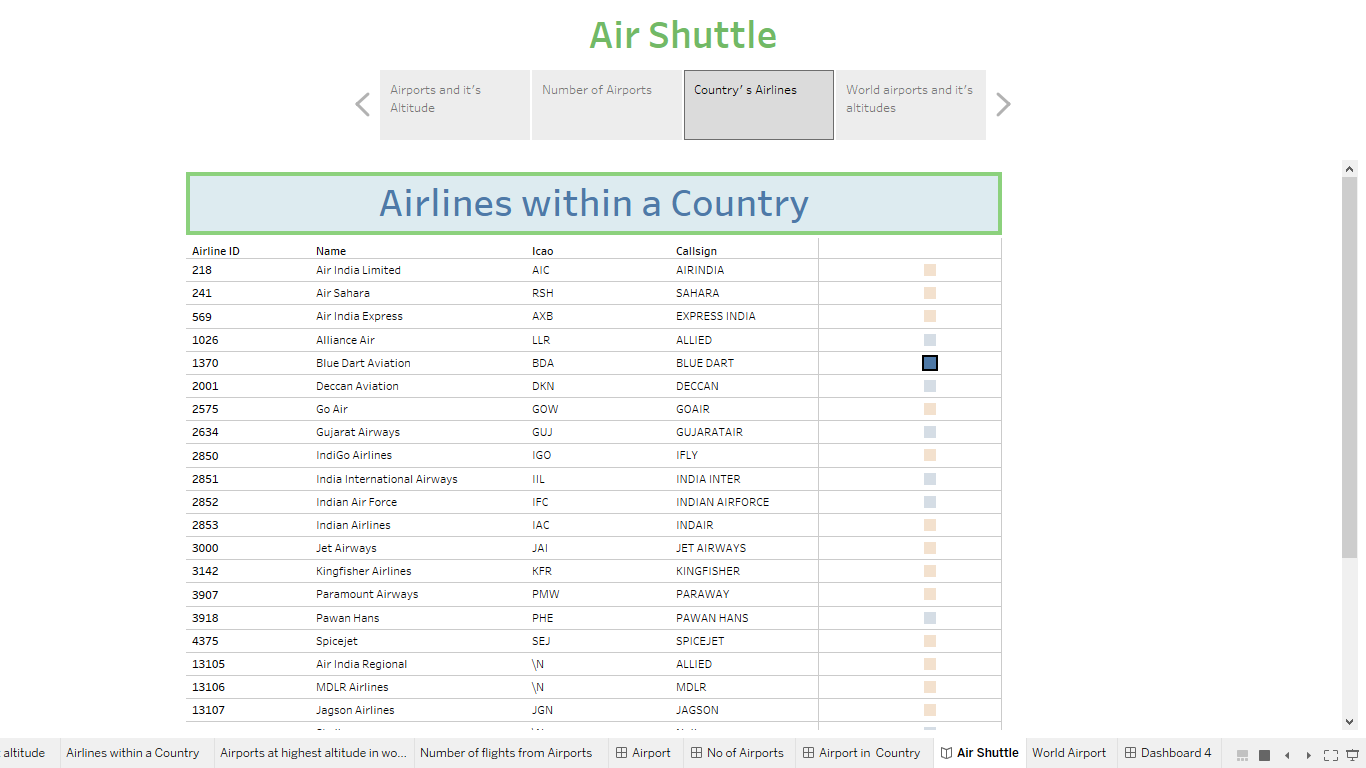 Air Shuttle
Airports and it's
Altitude
Number of Airports
Country' s Airlines
World airports and it's
altitudes
Airlines within a Country
Airline ID Name Icao Callsign
218 Air India Limited AIC AIRINDIA
241 Air Sahara RSH SAHARA
569 Air India Express AXB EXPRESS INDIA
1026 Alliance Air LLR ALLIED
1370 Blue Dart Aviation BDA BLUE DART
2001 Deccan Aviation DKN DECCAN
2575 Go Air GOW GOAIR
2634 Gujarat Airways GUJ GUJARATAIR
2850 IndiGo Airlines IGO IFLY
2851 India International Airways IIL INDIA INTER
2852 Indian Air Force IFC INDIAN AIRFORCE
2853 Indian Airlines IAC INDAIR
3000 Jet Airways JAI JET AIRWAYS
3142 Kingfisher Airlines KFR KINGFISHER
3907 Paramount Airways PMW PARAWAY
3918 Pawan Hans PHE PAWAN HANS
4375 Spicejet SEJ SPICEJET
13105 Air India Regional \N ALLIED
13106 MDLR Airlines \N MDLR
13107 Jagson Airlines JGN JAGSON
altitude Airlines within a Country Airports at highest altitude in wo... Number of flights from Airports Airport No of Airports Airport in Country Air Shuttle World Airport Dashboard 4